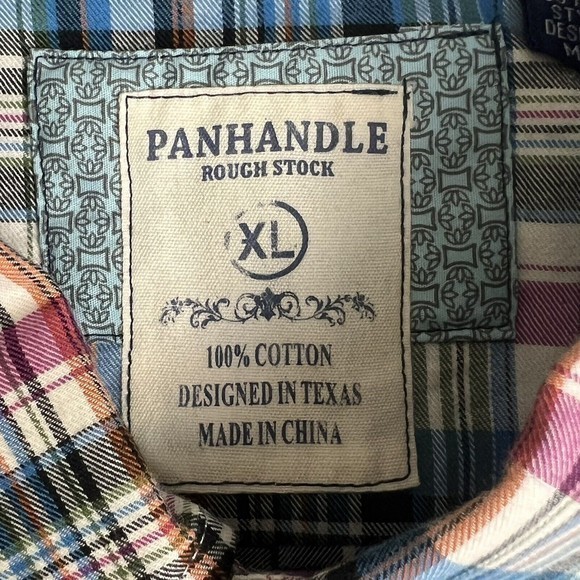 PANHANDLE
ROUGH STOCK
XL
100% COTTON
DESIGNED IN TEXAS
MADE IN CHINA